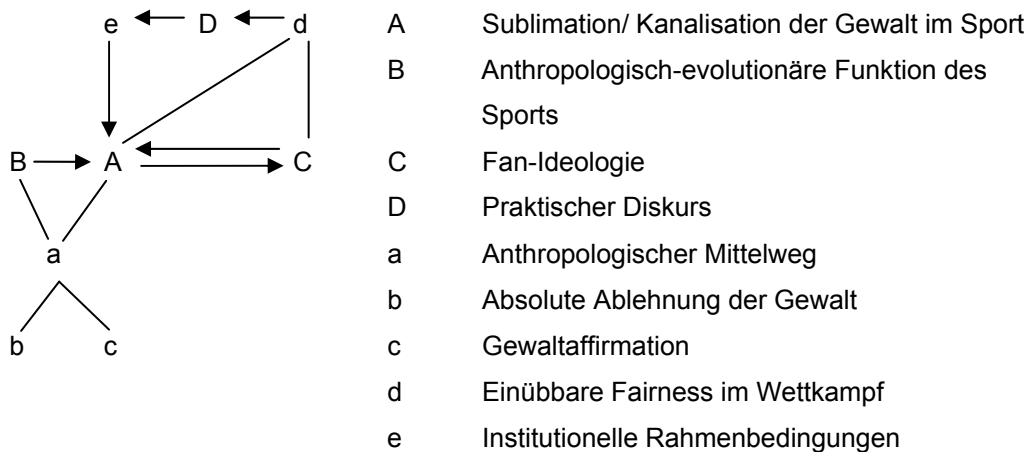 e D d
B A C
a
b c
A Sublimation/ Kanalisation der Gewalt im Sport
B Anthropologisch-evolutionäre Funktion des
Sports
C Fan-Ideologie
D Praktischer Diskurs
a Anthropologischer Mittelweg
b Absolute Ablehnung der Gewalt
c Gewaltaffirmation
d Einübbare Fairness im Wettkampf
e Institutionelle Rahmenbedingungen